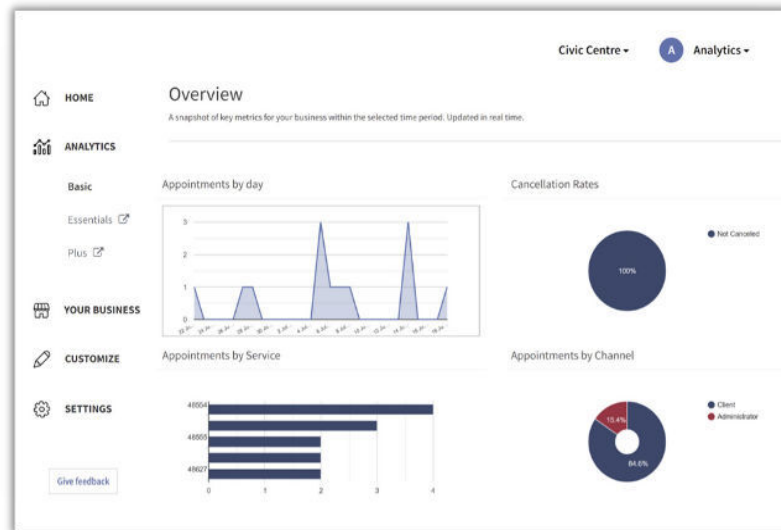 Civic Centre
A Analytics
HOME
Overview
A snapshot of key metrics for your business within the selected time period. Updated in real time.
ANALYTICS
Basic
Essentials
Plus
YOUR BUSINESS
CUSTOMIZE
SETTINGS
Give feedback
Appointments by day
3
2
1
0
Cancellation Rates
100%
Not Canceled
Appointments by Service
48554
48555
48627
0 1 2 3 4
Appointments by Channel
15.4%
84.6%
Client
Administrator